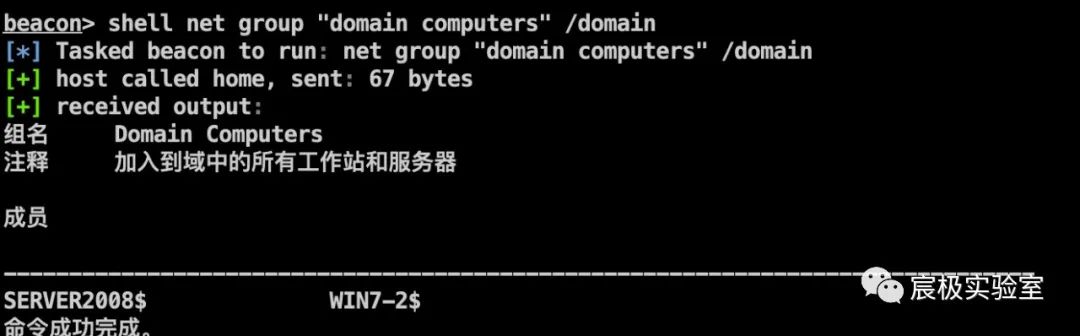 beacon> shell net group "domain computers" /domain
[*] Tasked beacon to run: net group "domain computers" /domain
[+] host called home, sent: 67 bytes
[+] received output:
组名 Domain Computers
注释 加入到域中的所有工作站和服务器
成员
-------------------------------------------------------------------------------
SERVER2008$ WIN7-2$
宸极实验室
命令成功完成。